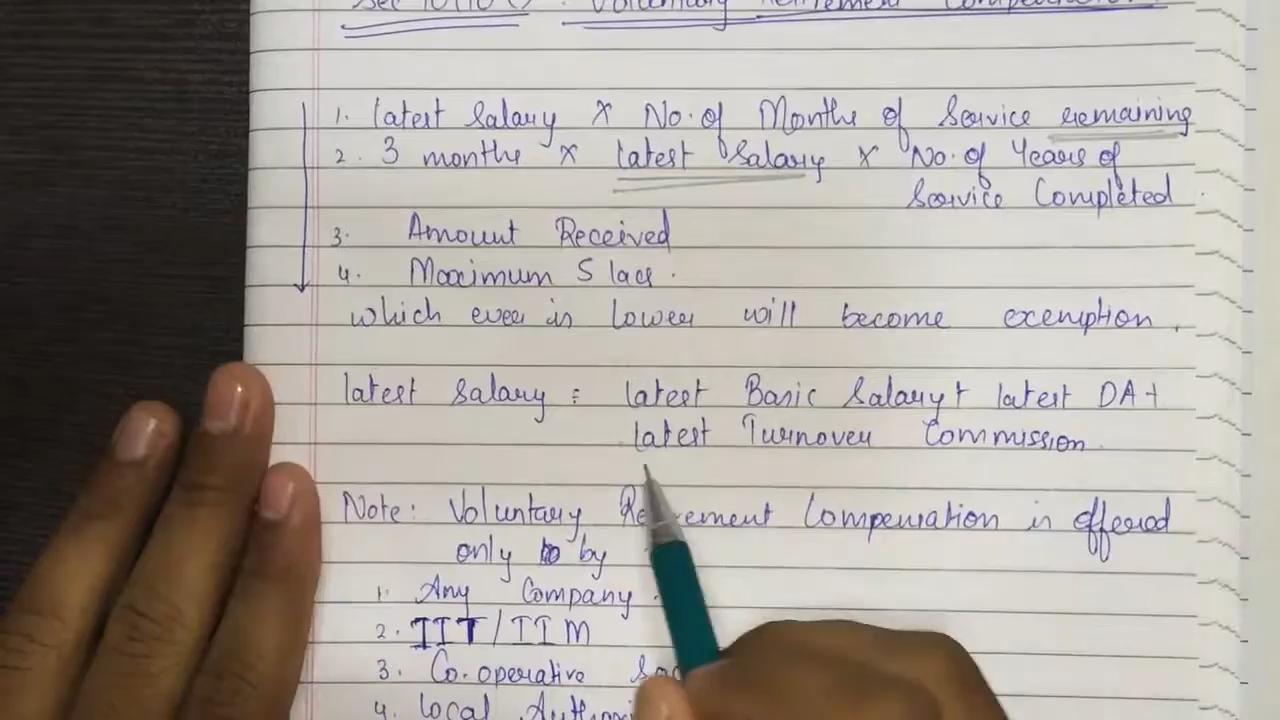 Voluntary Retirement
1. latest Salary x No. of Months of Service remaining
2. 3 months x latest Salary x No. of Years of
Service Completed
3. Amount Received
4. Maximum 5 lacs.
which ever is lower will become exemption.
latest Salary = latest Basic Salary + latest DA +
latest Turnover Commission.
Note: Voluntary Compensation is offered
only by
1. Any Company
2. IIT/IIM
3. Co-operative
4. Local